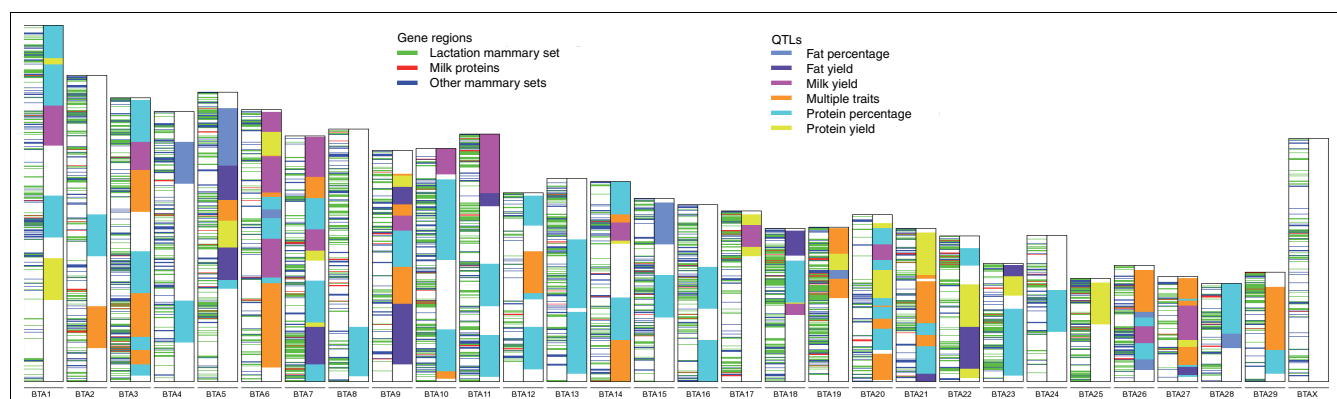 Gene regions
Lactation mammary set
Milk proteins
Other mammary sets
QTLs
Fat percentage
Fat yield
Milk yield
Multiple traits
Protein percentage
Protein yield
BTA1 BTA2 BTA3 BTA4 BTA5 BTA6 BTA7 BTA8 BTA9 BTA10 BTA11 BTA12 BTA13 BTA14 BTA15 BTA16 BTA17 BTA18 BTA19 BTA20 BTA21 BTA22 BTA23 BTA24 BTA25 BTA26 BTA27 BTA28 BTA29 BTAX